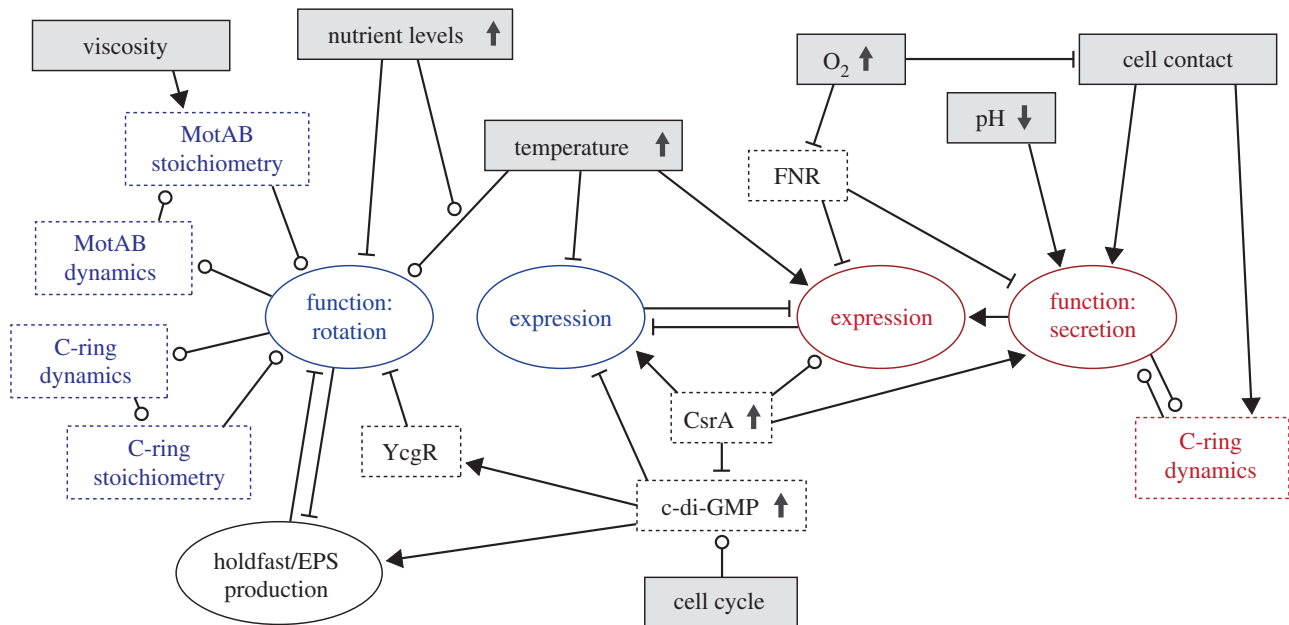 viscosity
nutrient levels
O2
cell contact
pH
MotAB
stoichiometry
temperature
FNR
MotAB
dynamics
function:
rotation
expression
expression
function:
secretion
C-ring
dynamics
CsrA
C-ring
stoichiometry
YcgR
C-ring
dynamics
c-di-GMP
holdfast/EPS
production
cell cycle